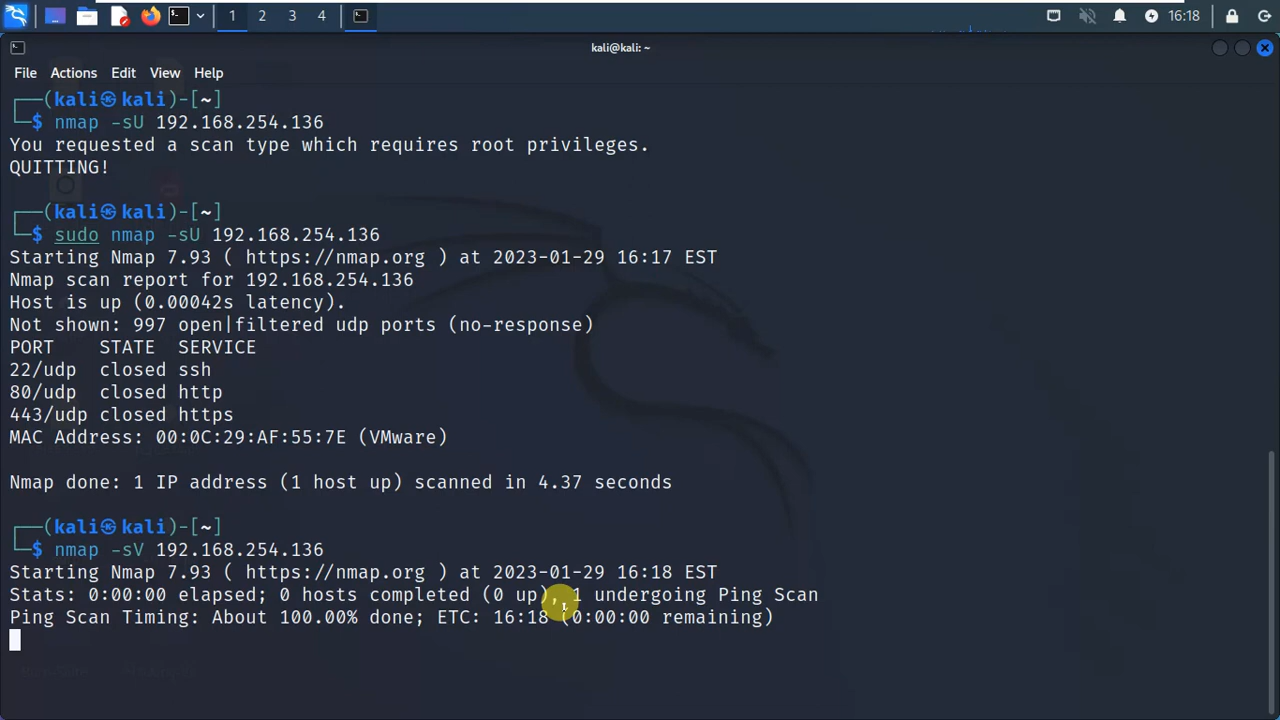 1 2 3 4 16:18
kali@kali: ~
File Actions Edit View Help
┌──(kali㉿kali)-[~]
└─$ nmap -sU 192.168.254.136
You requested a scan type which requires root privileges.
QUITTING!
┌──(kali㉿kali)-[~]
└─$ sudo nmap -sU 192.168.254.136
Starting Nmap 7.93 ( https://nmap.org ) at 2023-01-29 16:17 EST
Nmap scan report for 192.168.254.136
Host is up (0.00042s latency).
Not shown: 997 open|filtered udp ports (no-response)
PORT    STATE  SERVICE
22/udp  closed ssh
80/udp  closed http
443/udp closed https
MAC Address: 00:0C:29:AF:55:7E (VMware)
Nmap done: 1 IP address (1 host up) scanned in 4.37 seconds
┌──(kali㉿kali)-[~]
└─$ nmap -sV 192.168.254.136
Starting Nmap 7.93 ( https://nmap.org ) at 2023-01-29 16:18 EST
Stats: 0:00:00 elapsed; 0 hosts completed (0 up), 1 undergoing Ping Scan
Ping Scan Timing: About 100.00% done; ETC: 16:18 (0:00:00 remaining)